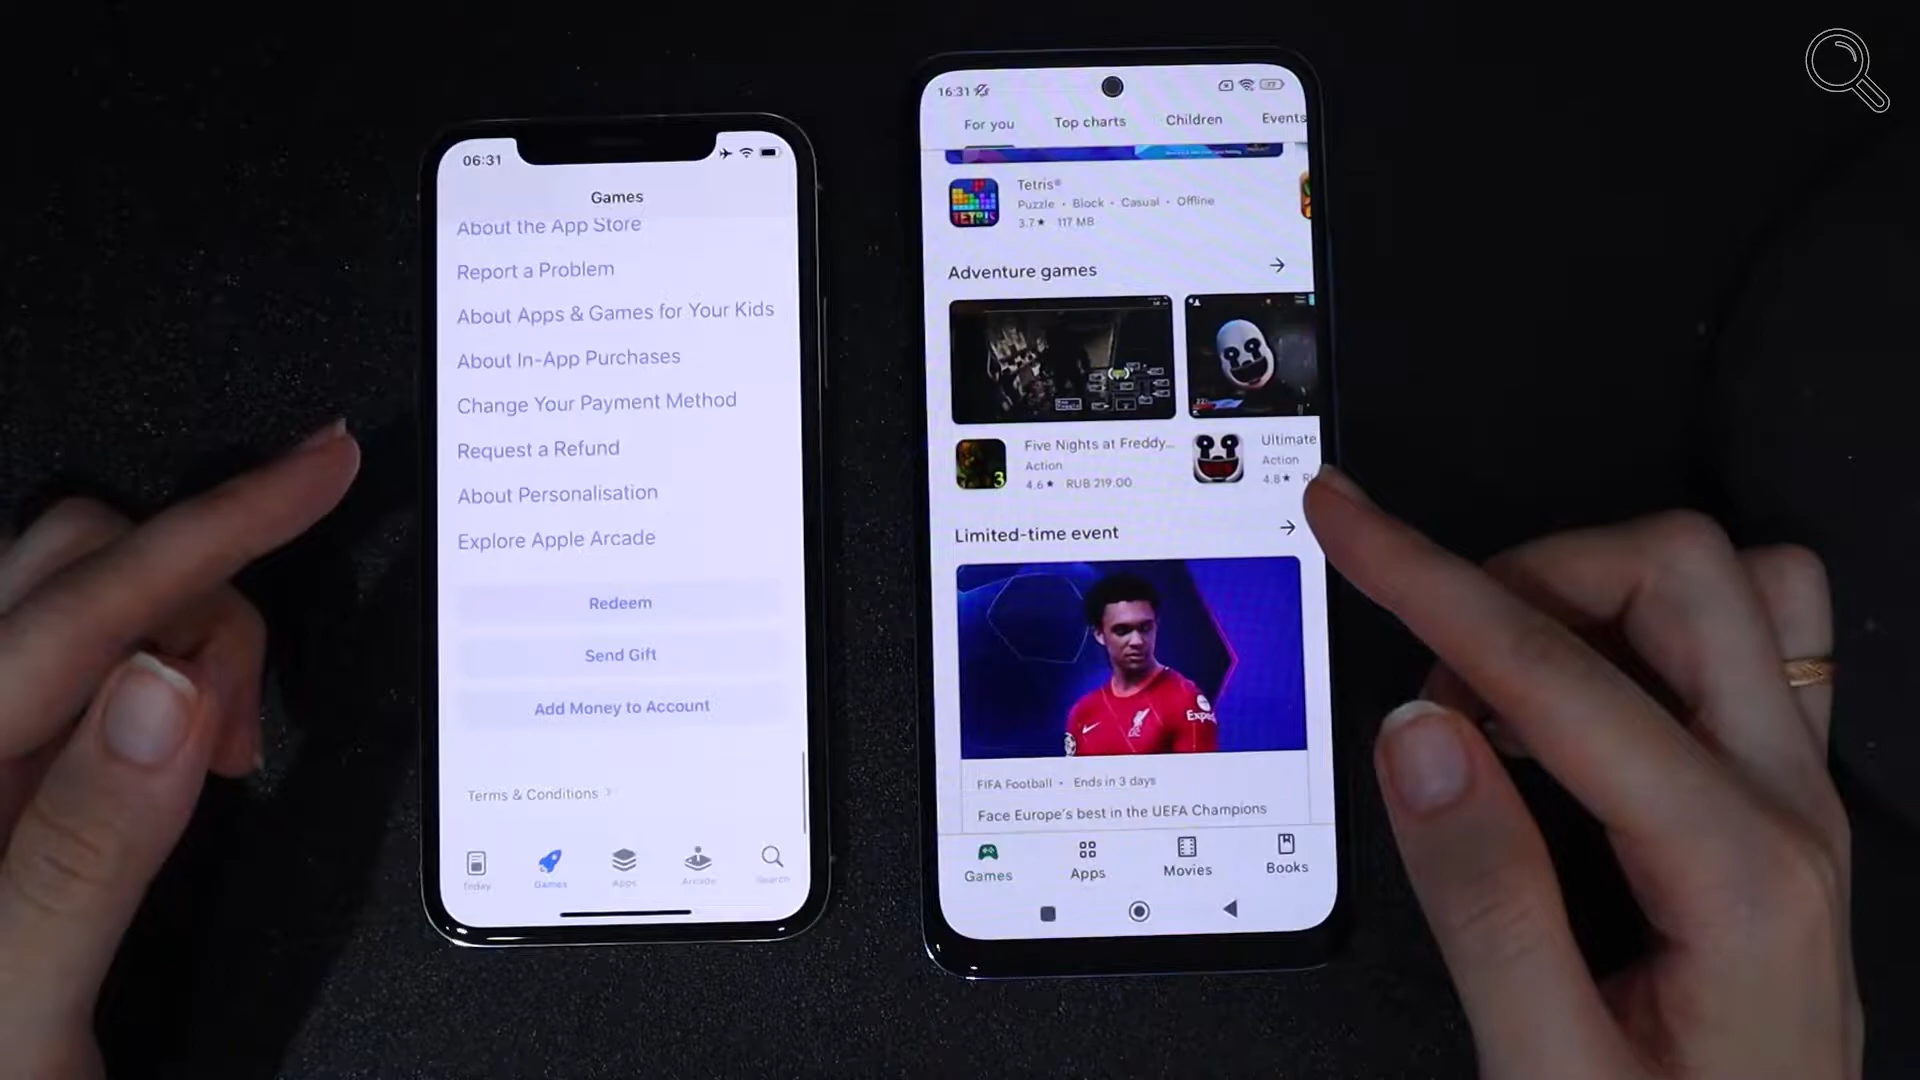 06:31
Games
About the App Store
Report a Problem
About Apps & Games for Your Kids
About In-App Purchases
Change Your Payment Method
Request a Refund
About Personalisation
Explore Apple Arcade
Redeem
Send Gift
Add Money to Account
Terms & Conditions
Today
Games
Apps
Arcade
Search
16:31
For you
Top charts
Children
Events
Tetris®
Puzzle • Block • Casual • Offline
3.7★ 117 MB
Adventure games
Five Nights at Freddy...
Action
4.6★ RUB 219.00
3
Ultimate
Action
4.8★
Limited-time event
FIFA Football • Ends in 3 days
Face Europe's best in the UEFA Champions
Games
Apps
Movies
Books